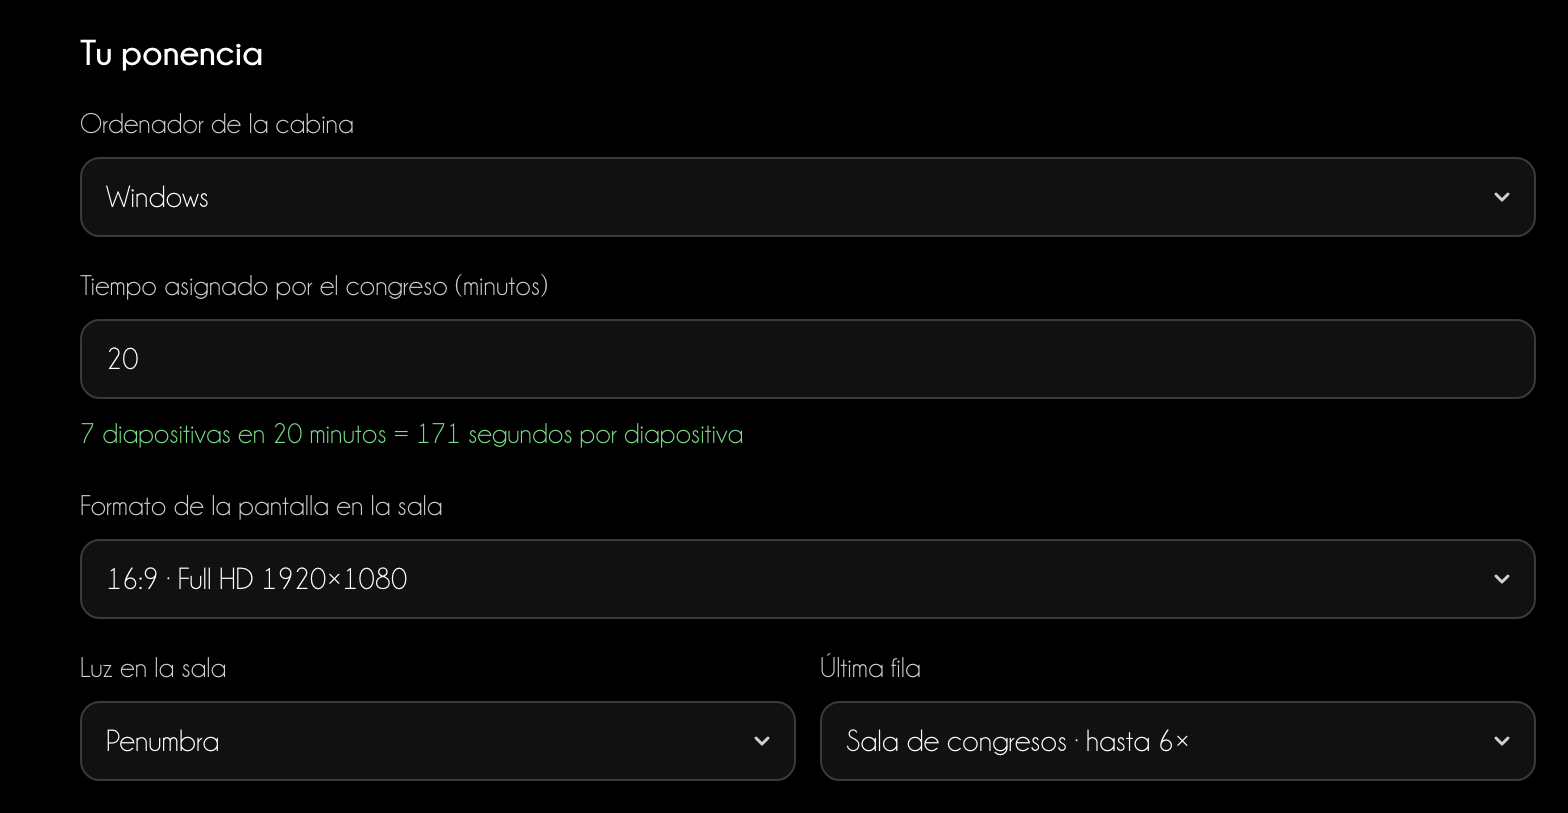 Tu ponencia
Ordenador de la cabina
Windows
Tiempo asignado por el congreso (minutos)
20
7 diapositivas en 20 minutos = 171 segundos por diapositiva
Formato de la pantalla en la sala
16:9 · Full HD 1920×1080
Luz en la sala
Última fila
Penumbra
Sala de congresos · hasta 6×